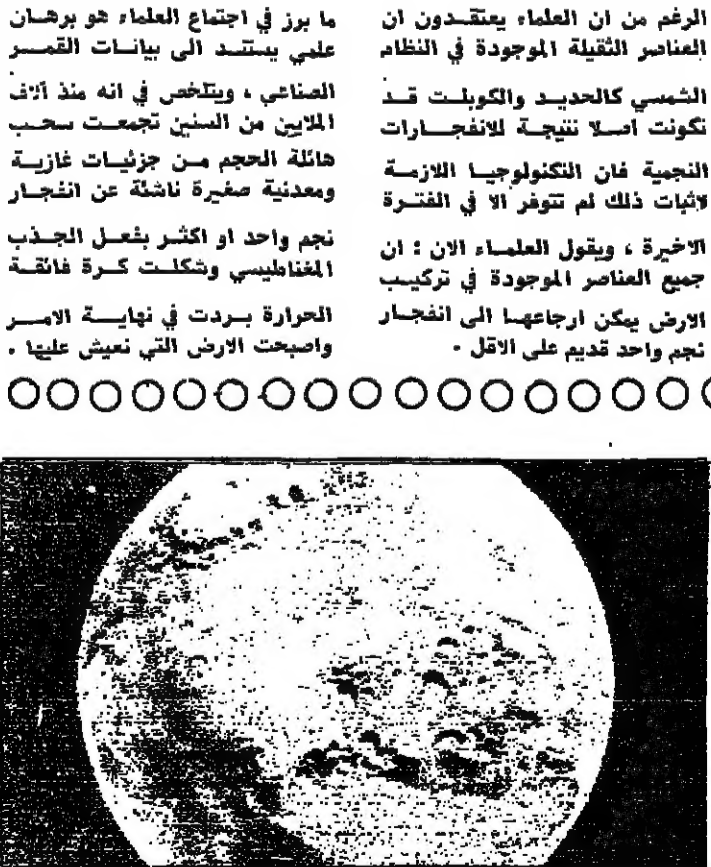 الرغم من ان العلماء يعتقدون ان
العناصر الثقيلة الموجودة في النظام
الشمسي كالحديد والكوبلت قد
تكونت اصلا نتيجة للانفجارات
النجمية فان التكنولوجيا اللازمة
لاثبات ذلك لم تتوفر الا في الفترة
الاخيرة ، ويقول العلماء الان : ان
جميع العناصر الموجودة في تركيب
الارض يمكن ارجاعها الى انفجار
نجم واحد قديم على الاقل .
ما برز في اجتماع العلماء هو برهان
علمي يستند الى بيانات القمر
الصناعي ، ويتلخص في انه منذ آلاف
الملايين من السنين تجمعت سحب
هائلة الحجم من جزئيات غازية
ومعدنية صغيرة ناشئة عن انفجار
نجم واحد او اكثر بفعل الجذب
المغناطيسي وشكلت كرة فائقة
الحرارة بردت في نهاية الامر
واصبحت الارض التي نعيش عليها .